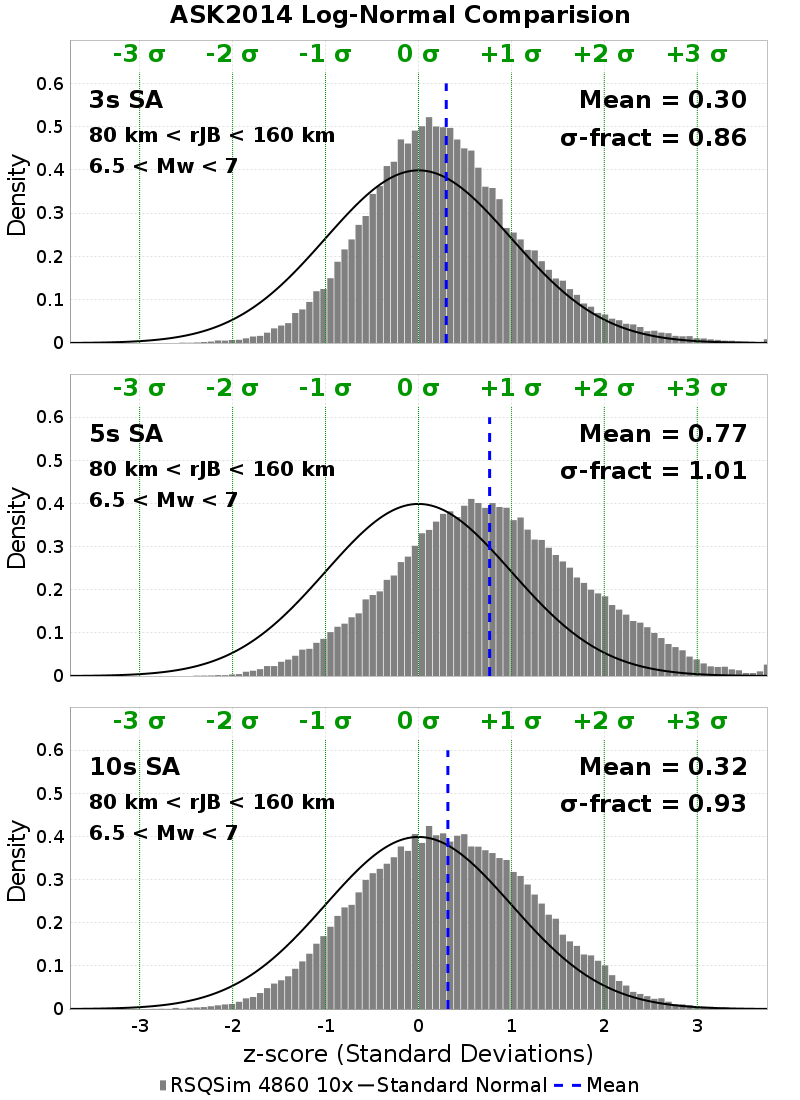 ASK2014 Log-Normal Comparision
-3 σ -2 σ -1 σ 0 σ +1 σ +2 σ +3 σ
0.6
3s SA Mean = 0.30
0.5
80 km < rJB < 160 km σ-fract = 0.86
6.5 < Mw < 7
0.4
Density
0.3
0.2
0.1
0
-3 σ -2 σ -1 σ 0 σ +1 σ +2 σ +3 σ
0.6
5s SA Mean = 0.77
0.5
80 km < rJB < 160 km σ-fract = 1.01
6.5 < Mw < 7
0.4
Density
0.3
0.2
0.1
0
-3 σ -2 σ -1 σ 0 σ +1 σ +2 σ +3 σ
0.6
10s SA Mean = 0.32
0.5
80 km < rJB < 160 km σ-fract = 0.93
6.5 < Mw < 7
0.4
Density
0.3
0.2
0.1
0
-3 -2 -1 0 1 2 3
z-score (Standard Deviations)
RSQSim 4860 10x Standard Normal Mean